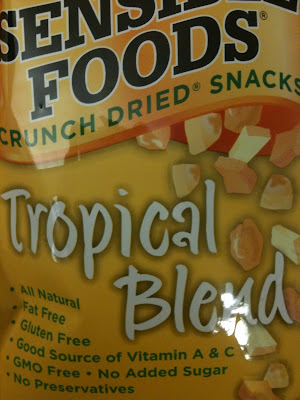 SENSIBLE
FOODS®
CRUNCH DRIED® SNACKS
Tropical
Blend
• All Natural
• Fat Free
• Gluten Free
• Good Source of Vitamin A & C
• GMO Free • No Added Sugar
• No Preservatives